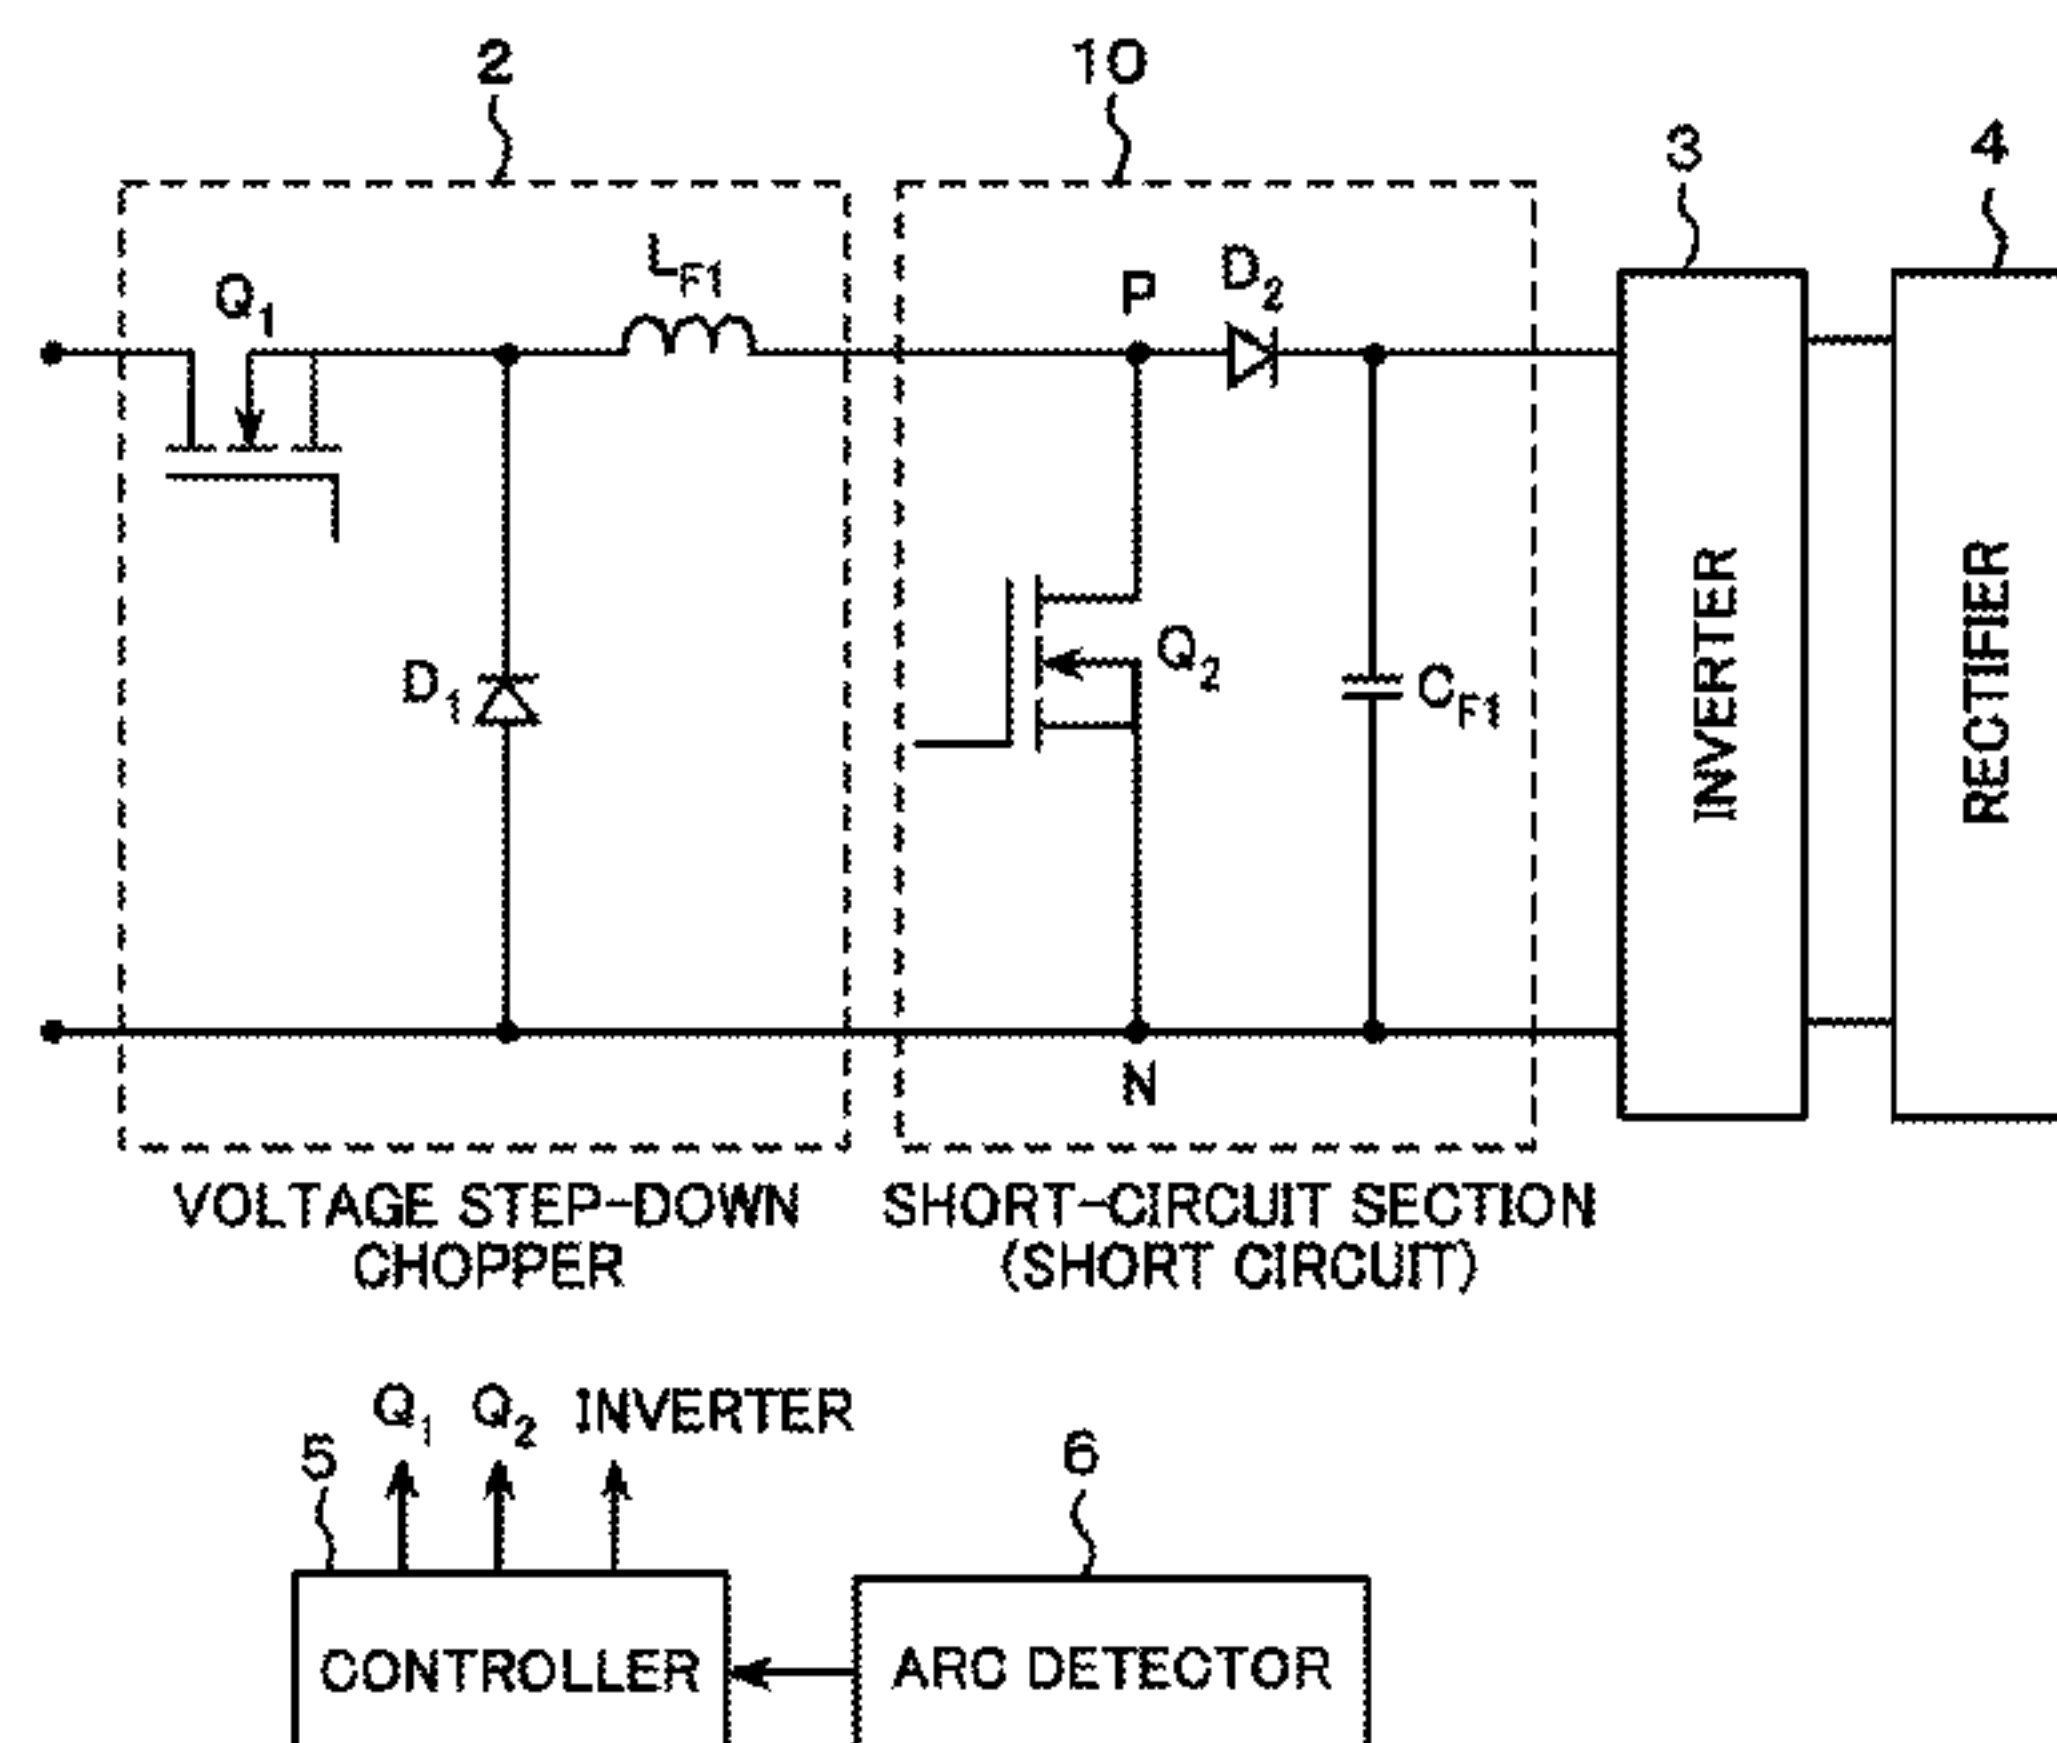 2
10
3
4
Q1
LF1
P
D2
D1
Q2
CF1
INVERTER
RECTIFIER
N
VOLTAGE STEP-DOWN
CHOPPER
SHORT-CIRCUIT SECTION
(SHORT CIRCUIT)
Q1 Q2 INVERTER
5
6
CONTROLLER
ARC DETECTOR